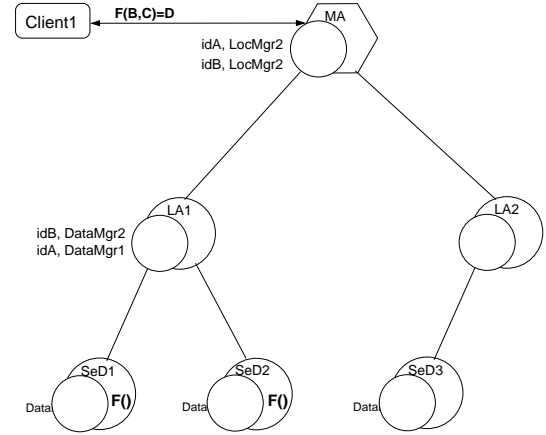 Client1
F(B,C)=D
MA
idA, LocMgr2
idB, LocMgr2
LA1
LA2
idB, DataMgr2
idA, DataMgr1
SeD1
SeD2
SeD3
Data
F()
Data
F()
Data